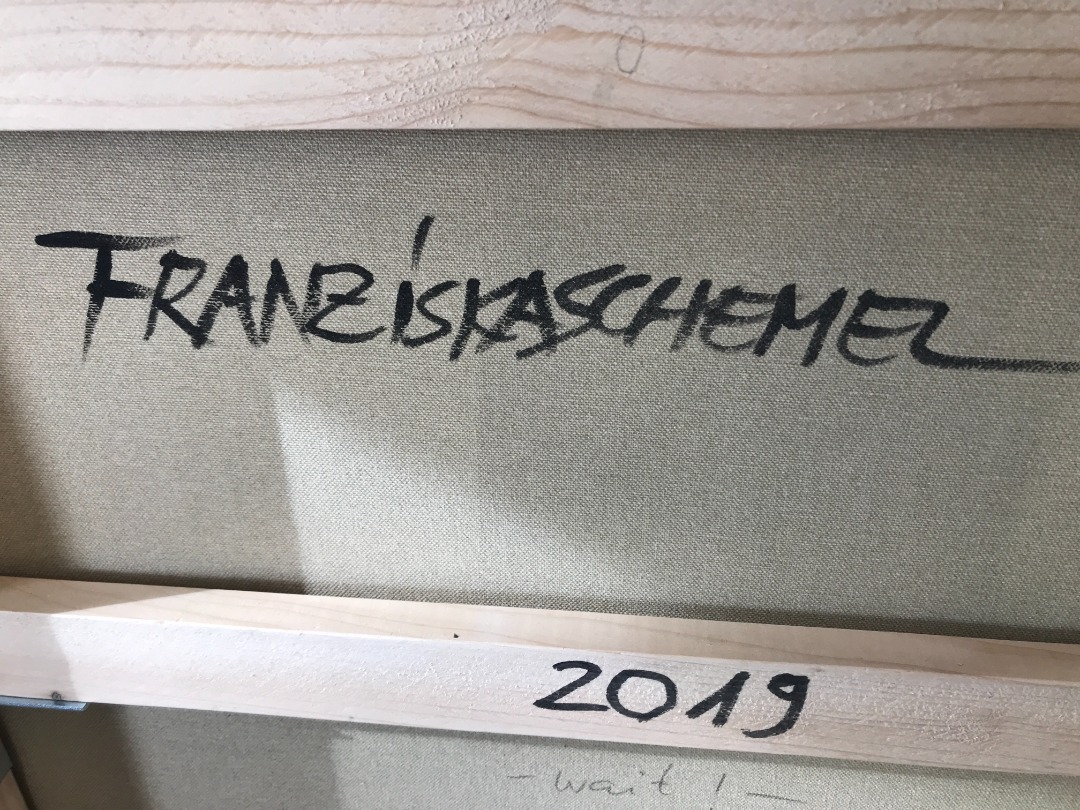 FRANZiSKASCHEMEL
2019
- wait ! -